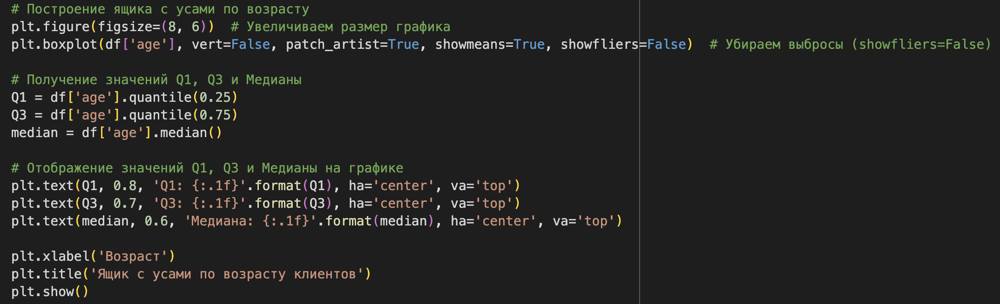 # Построение ящика с усами по возрасту
plt.figure(figsize=(8, 6))  # Увеличиваем размер графика
plt.boxplot(df['age'], vert=False, patch_artist=True, showmeans=True, showfliers=False)  # Убираем выбросы (showfliers=False)
# Получение значений Q1, Q3 и Медианы
Q1 = df['age'].quantile(0.25)
Q3 = df['age'].quantile(0.75)
median = df['age'].median()
# Отображение значений Q1, Q3 и Медианы на графике
plt.text(Q1, 0.8, 'Q1: {:.1f}'.format(Q1), ha='center', va='top')
plt.text(Q3, 0.7, 'Q3: {:.1f}'.format(Q3), ha='center', va='top')
plt.text(median, 0.6, 'Медиана: {:.1f}'.format(median), ha='center', va='top')
plt.xlabel('Возраст')
plt.title('Ящик с усами по возрасту клиентов')
plt.show()